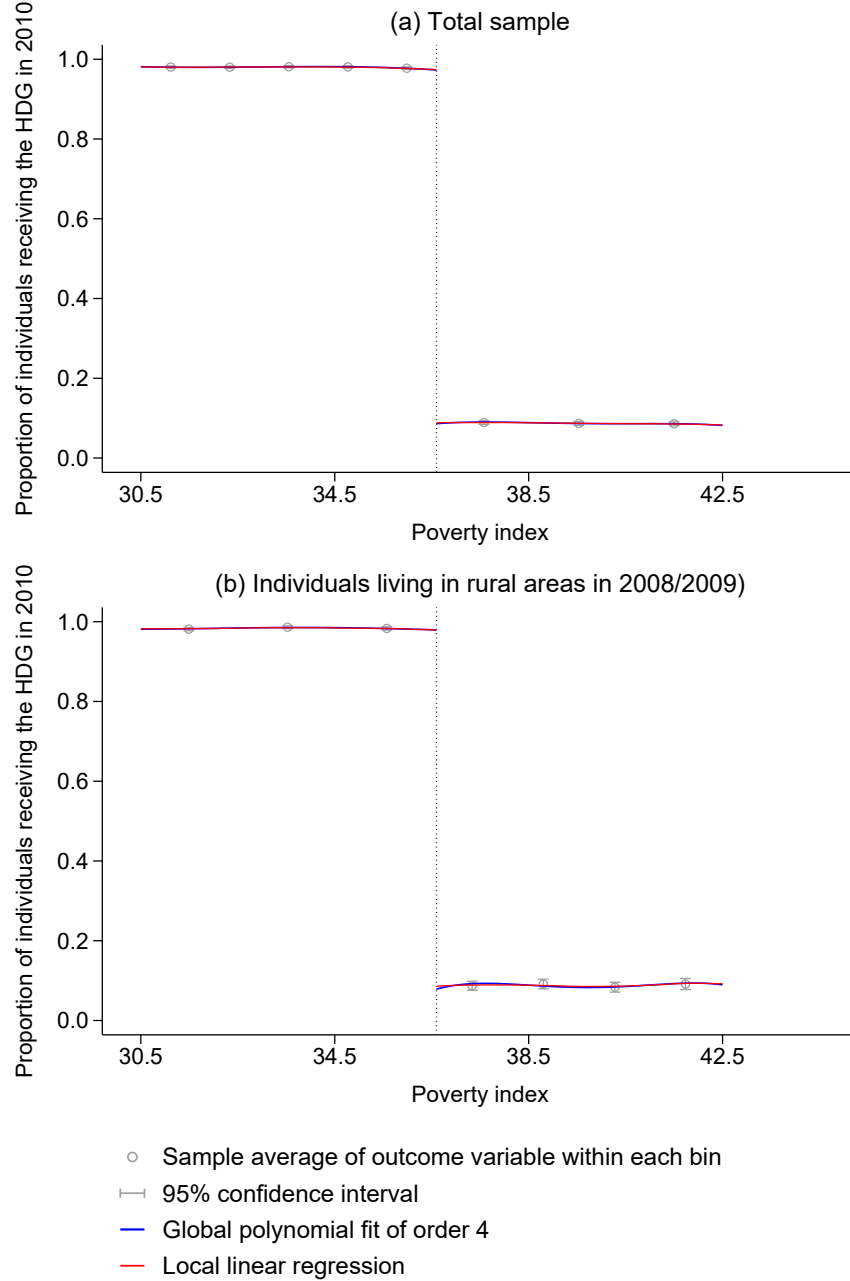 (a) Total sample
Proportion of individuals receiving the HDG in 2010
1.0
0.8
0.6
0.4
0.2
0.0
30.5 34.5 38.5 42.5
Poverty index
(b) Individuals living in rural areas in 2008/2009)
Proportion of individuals receiving the HDG in 2010
1.0
0.8
0.6
0.4
0.2
0.0
30.5 34.5 38.5 42.5
Poverty index
Sample average of outcome variable within each bin
95% confidence interval
Global polynomial fit of order 4
Local linear regression